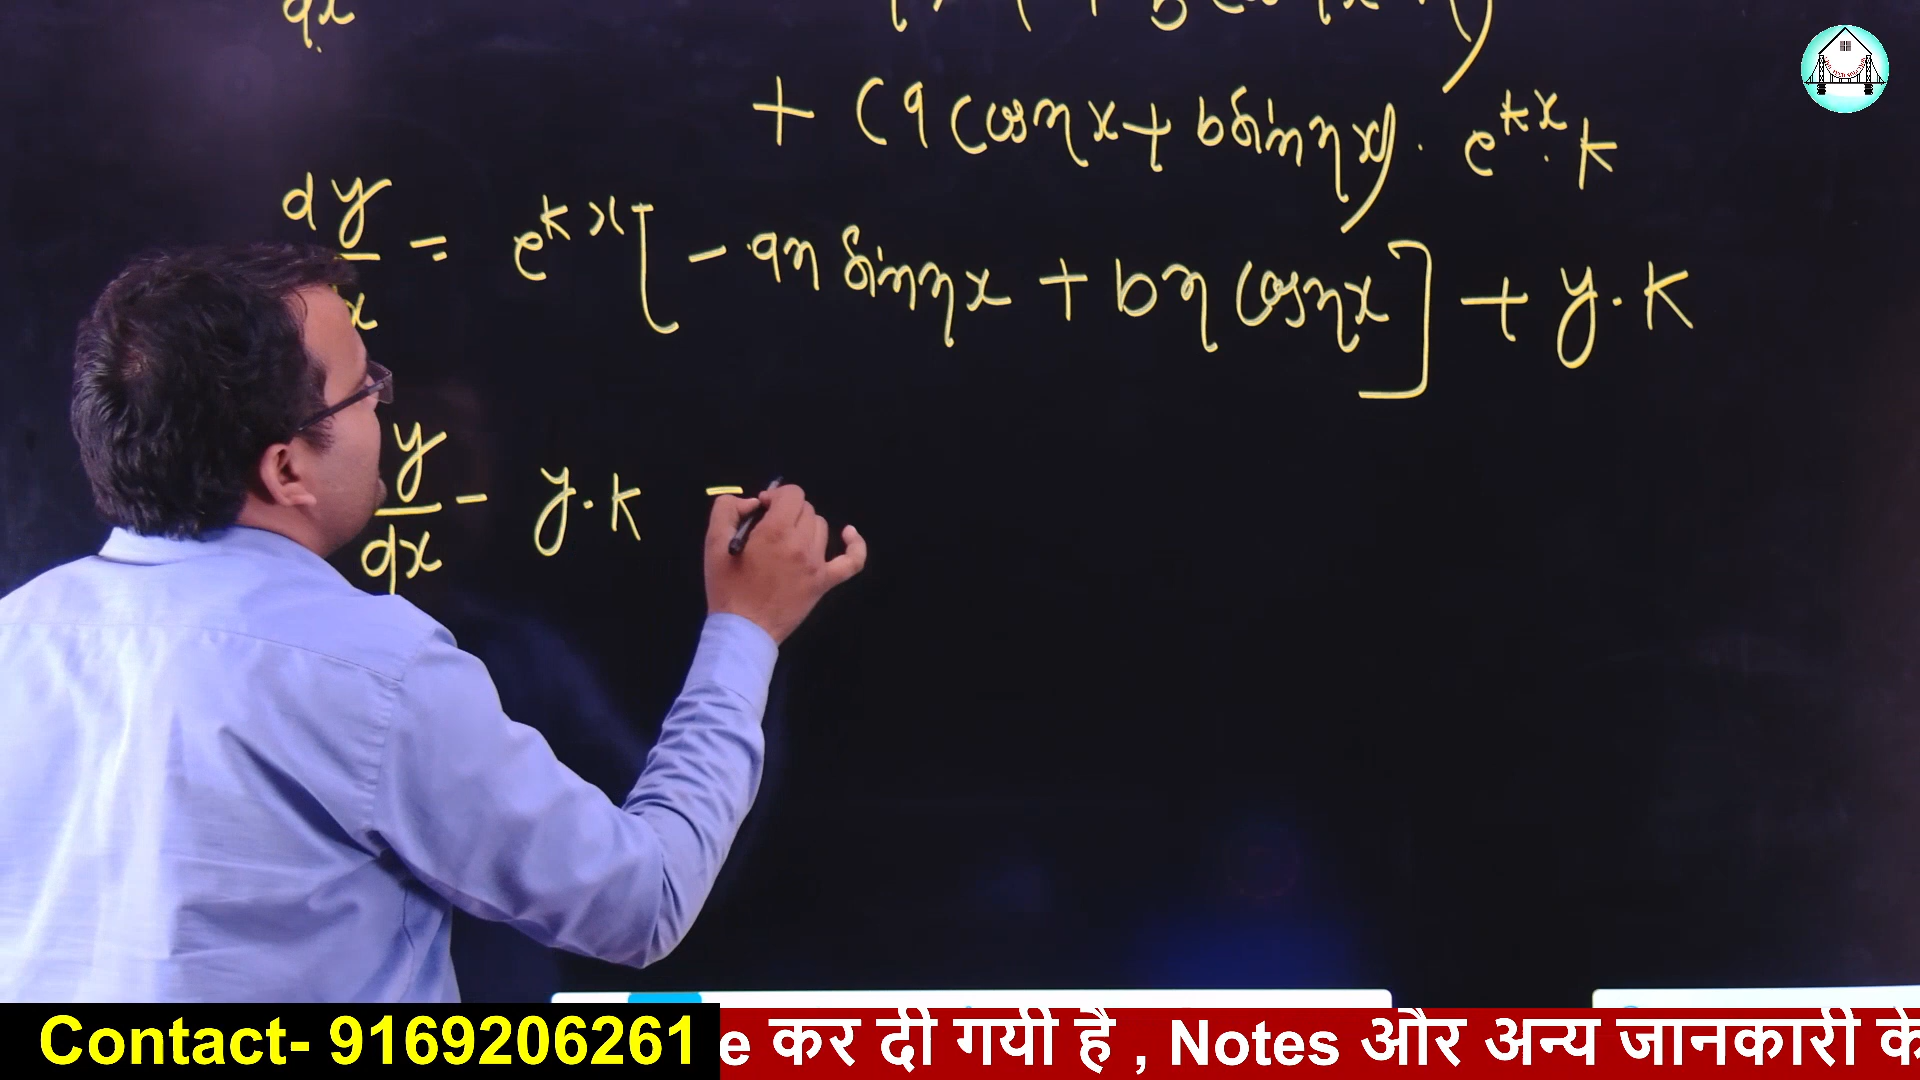 dx
+ (a cos nx + b sin nx) . e^kx . k
dy/dx = e^kx [ - an sin nx + bn cos nx ] + y . k
y/dx - y . k =
Contact- 9169206261
e कर दी गयी है , Notes और अन्य जानकारी के